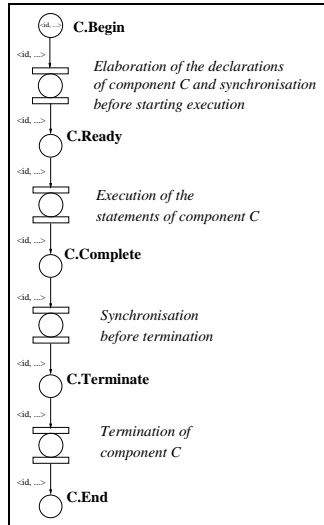 <id, ...>
C.Begin
<id, ...>
Elaboration of the declarations
of component C and synchronisation
before starting execution
<id, ...>
C.Ready
<id, ...>
Execution of the
statements of component C
<id, ...>
C.Complete
<id, ...>
Synchronisation
before termination
<id, ...>
C.Terminate
<id, ...>
Termination of
component C
<id, ...>
C.End